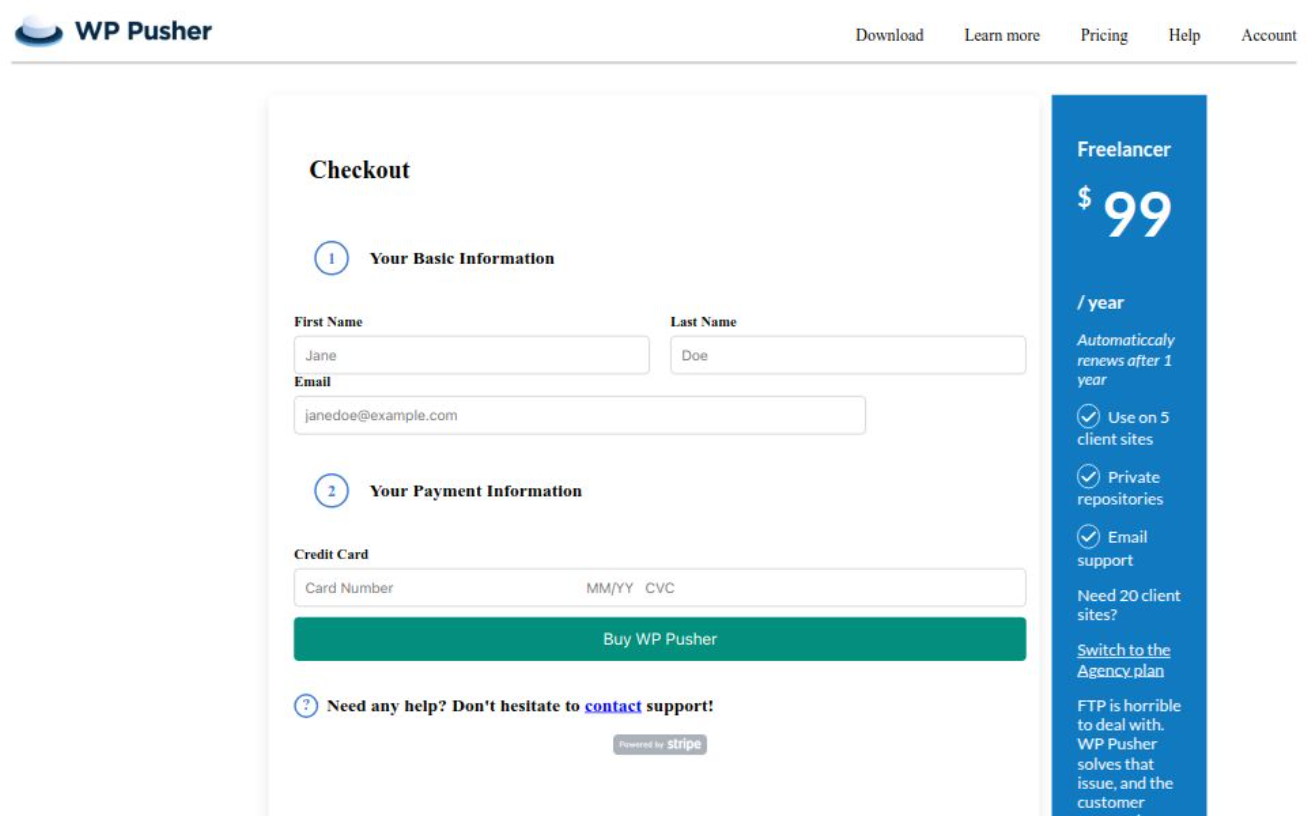 WP Pusher
Download Learn more Pricing Help Account
Checkout
1 Your Basic Information
First Name Last Name
Jane Doe
Email
janedoe@example.com
2 Your Payment Information
Credit Card
Card Number MM/YY CVC
Buy WP Pusher
? Need any help? Don't hesitate to contact support!
Powered by stripe
Freelancer
$ 99
/ year
Automaticcaly
renews after 1
year
Use on 5
client sites
Private
repositories
Email
support
Need 20 client
sites?
Switch to the
Agency plan
FTP is horrible
to deal with.
WP Pusher
solves that
issue, and the
customer